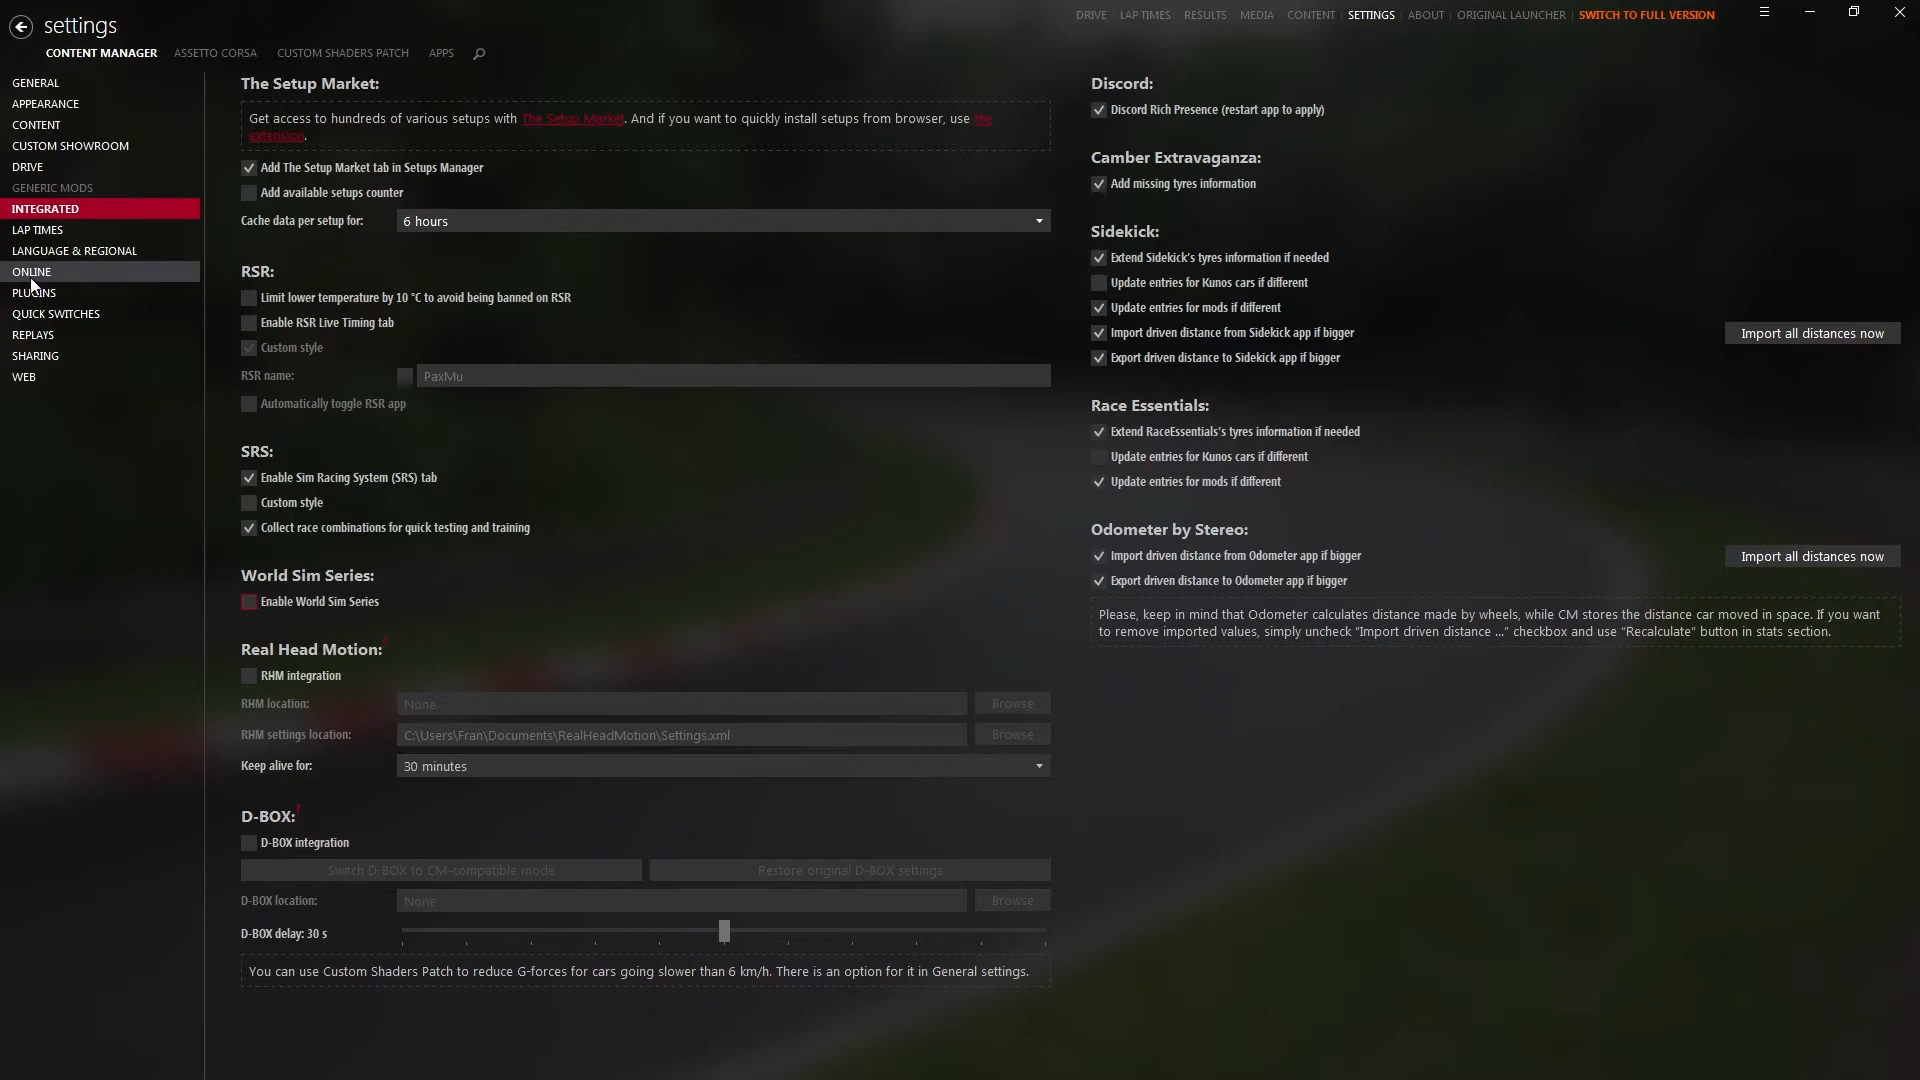 settings
DRIVE LAP TIMES RESULTS MEDIA CONTENT SETTINGS ABOUT ORIGINAL LAUNCHER SWITCH TO FULL VERSION
CONTENT MANAGER ASSETTO CORSA CUSTOM SHADERS PATCH APPS
GENERAL
APPEARANCE
CONTENT
CUSTOM SHOWROOM
DRIVE
GENERIC MODS
INTEGRATED
LAP TIMES
LANGUAGE & REGIONAL
ONLINE
PLUGINS
QUICK SWITCHES
REPLAYS
SHARING
WEB
The Setup Market:
Get access to hundreds of various setups with The Setup Market. And if you want to quickly install setups from browser, use the
extension.
Add The Setup Market tab in Setups Manager
Add available setups counter
Cache data per setup for: 6 hours
RSR:
Limit lower temperature by 10 °C to avoid being banned on RSR
Enable RSR Live Timing tab
Custom style
RSR name: PaxMu
Automatically toggle RSR app
SRS:
Enable Sim Racing System (SRS) tab
Custom style
Collect race combinations for quick testing and training
World Sim Series:
Enable World Sim Series
Real Head Motion:
RHM integration
RHM location: None Browse
RHM settings location: C:\Users\Fran\Documents\RealHeadMotion\Settings.xml Browse
Keep alive for: 30 minutes
D-BOX:
D-BOX integration
Switch D-BOX to CM-compatible mode Restore original D-BOX settings
D-BOX location: None Browse
D-BOX delay: 30 s
You can use Custom Shaders Patch to reduce G-forces for cars going slower than 6 km/h. There is an option for it in General settings.
Discord:
Discord Rich Presence (restart app to apply)
Camber Extravaganza:
Add missing tyres information
Sidekick:
Extend Sidekick's tyres information if needed
Update entries for Kunos cars if different
Update entries for mods if different
Import driven distance from Sidekick app if bigger Import all distances now
Export driven distance to Sidekick app if bigger
Race Essentials:
Extend RaceEssentials's tyres information if needed
Update entries for Kunos cars if different
Update entries for mods if different
Odometer by Stereo:
Import driven distance from Odometer app if bigger Import all distances now
Export driven distance to Odometer app if bigger
Please, keep in mind that Odometer calculates distance made by wheels, while CM stores the distance car moved in space. If you want
to remove imported values, simply uncheck “Import driven distance ...” checkbox and use “Recalculate” button in stats section.